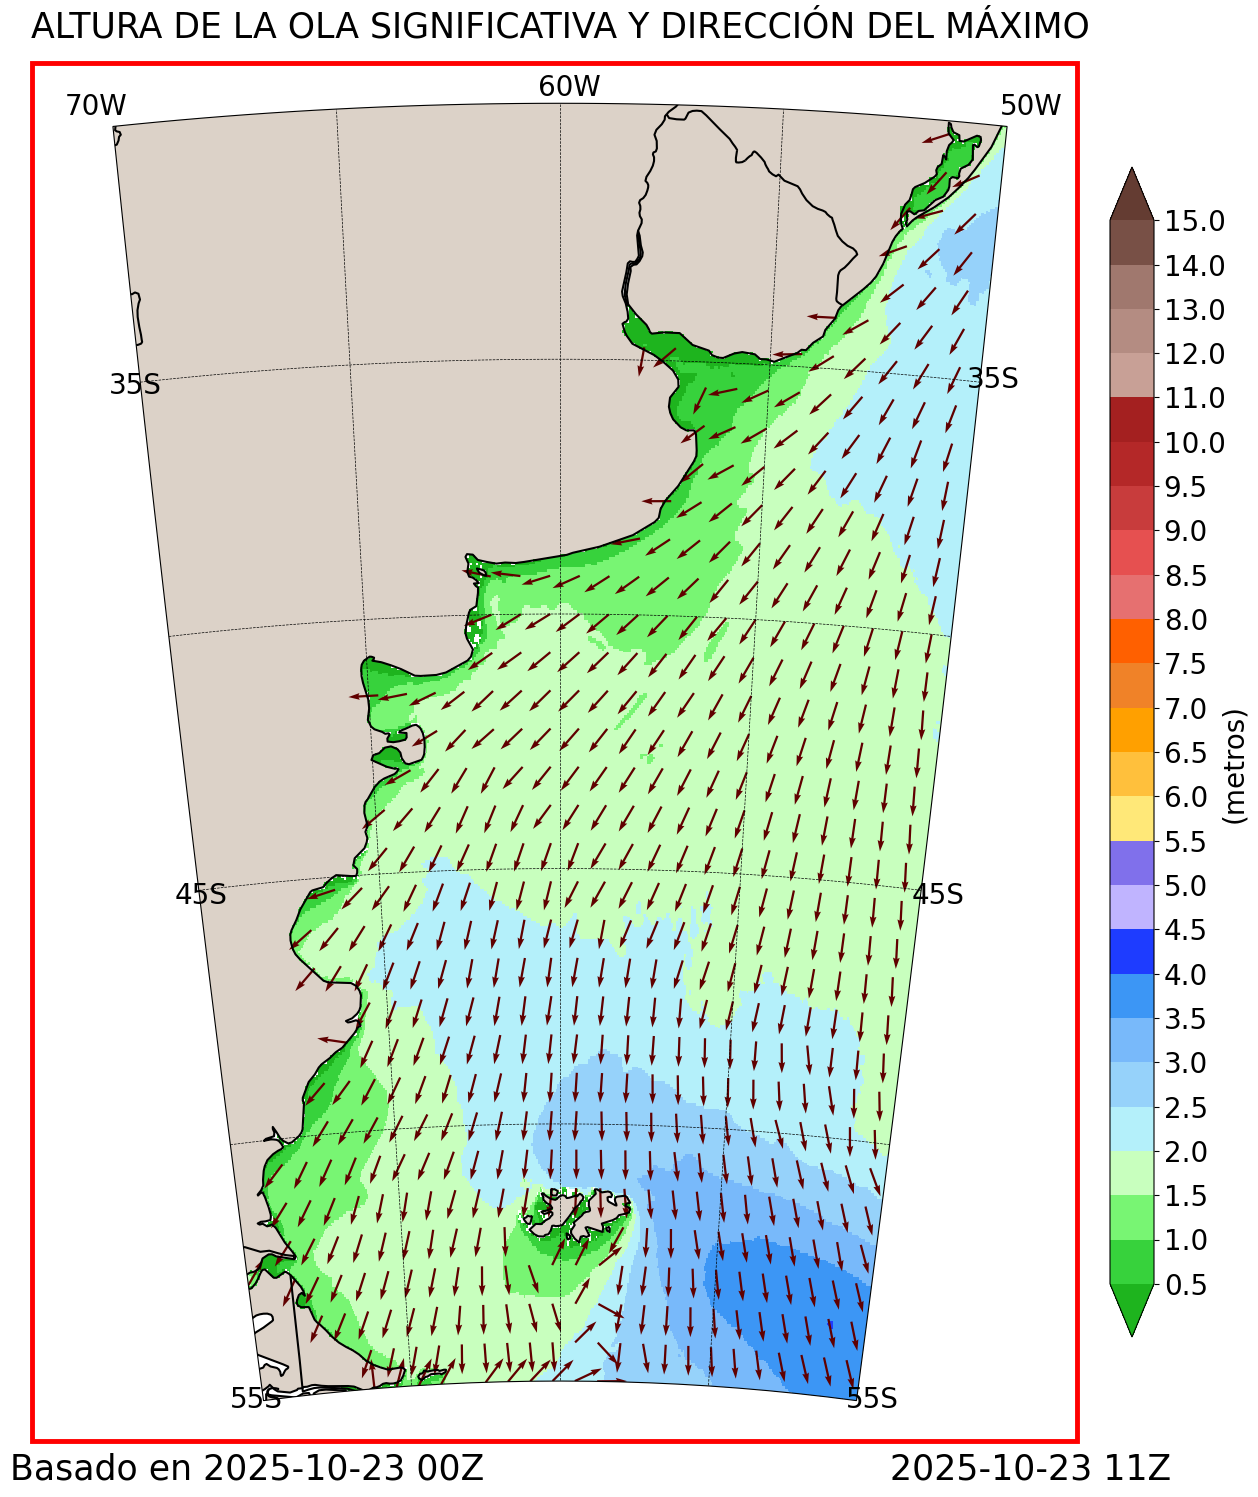 ALTURA DE LA OLA SIGNIFICATIVA Y DIRECCIÓN DEL MÁXIMO
70W
60W
50W
35S
35S
45S
45S
55S
55S
15.0
14.0
13.0
12.0
11.0
10.0
9.5
9.0
8.5
8.0
7.5
7.0
6.5
6.0
5.5
5.0
4.5
4.0
3.5
3.0
2.5
2.0
1.5
1.0
0.5
(metros)
Basado en 2025-10-23 00Z
2025-10-23 11Z